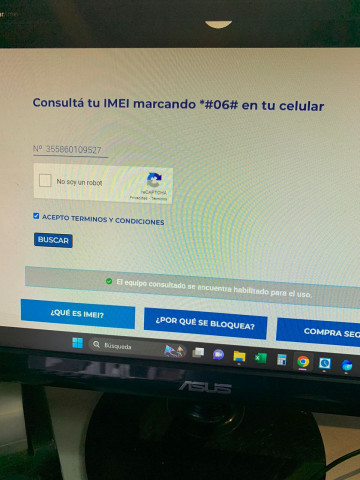 Consultá tu IMEI marcando *#06# en tu celular
Nº 355860109527
No soy un robot
reCAPTCHA
Privacidad - Términos
ACEPTO TERMINOS Y CONDICIONES
BUSCAR
El equipo consultado se encuentra habilitado para el uso.
¿QUÉ ES IMEI?
¿POR QUÉ SE BLOQUEA?
COMPRA SEG
Búsqueda
ASUS